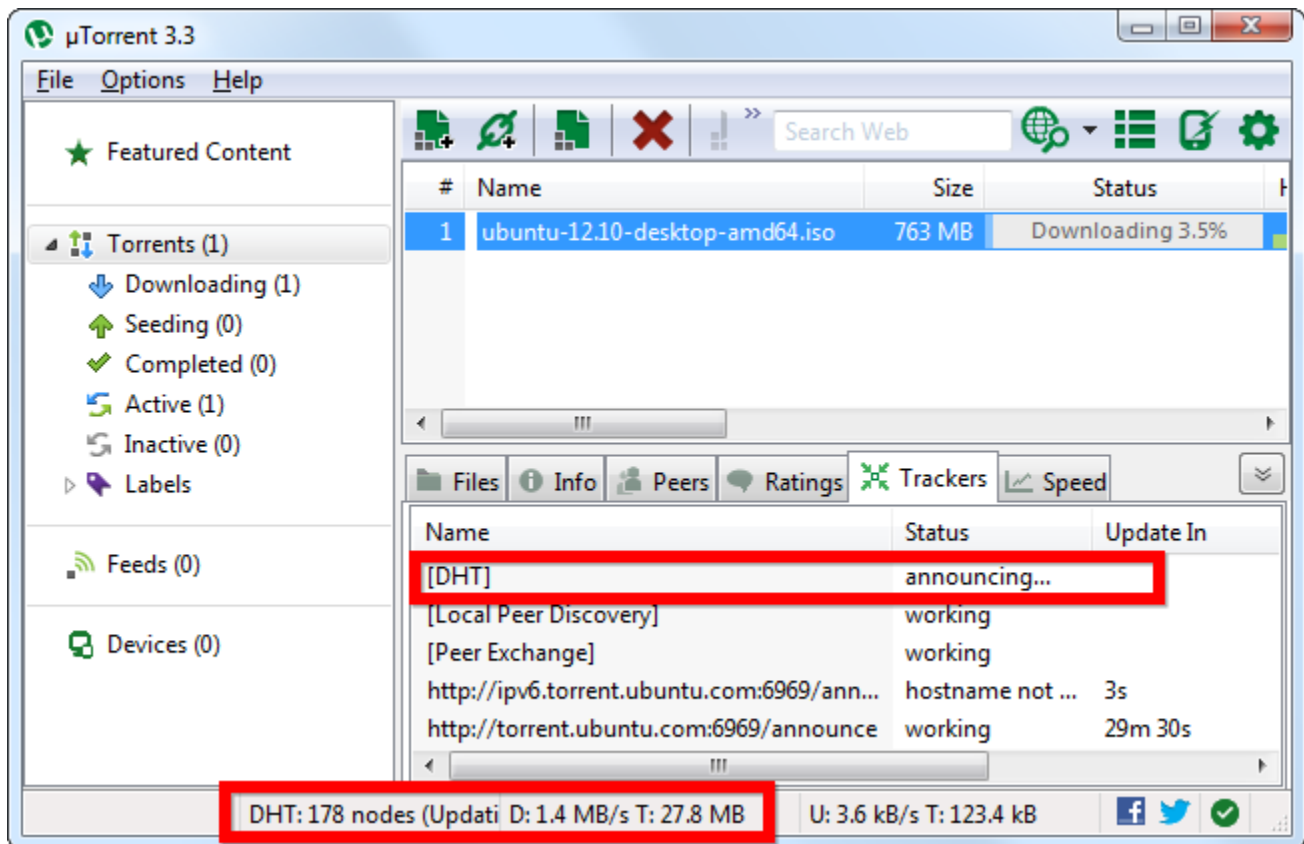 µTorrent 3.3
File Options Help
Featured Content
Torrents (1)
Downloading (1)
Seeding (0)
Completed (0)
Active (1)
Inactive (0)
Labels
Feeds (0)
Devices (0)
Search Web
# Name Size Status H
1 ubuntu-12.10-desktop-amd64.iso 763 MB Downloading 3.5%
Files Info Peers Ratings Trackers Speed
Name Status Update In
[DHT] announcing...
[Local Peer Discovery] working
[Peer Exchange] working
http://ipv6.torrent.ubuntu.com:6969/ann... hostname not ... 3s
http://torrent.ubuntu.com:6969/announce working 29m 30s
DHT: 178 nodes (Updati D: 1.4 MB/s T: 27.8 MB U: 3.6 kB/s T: 123.4 kB